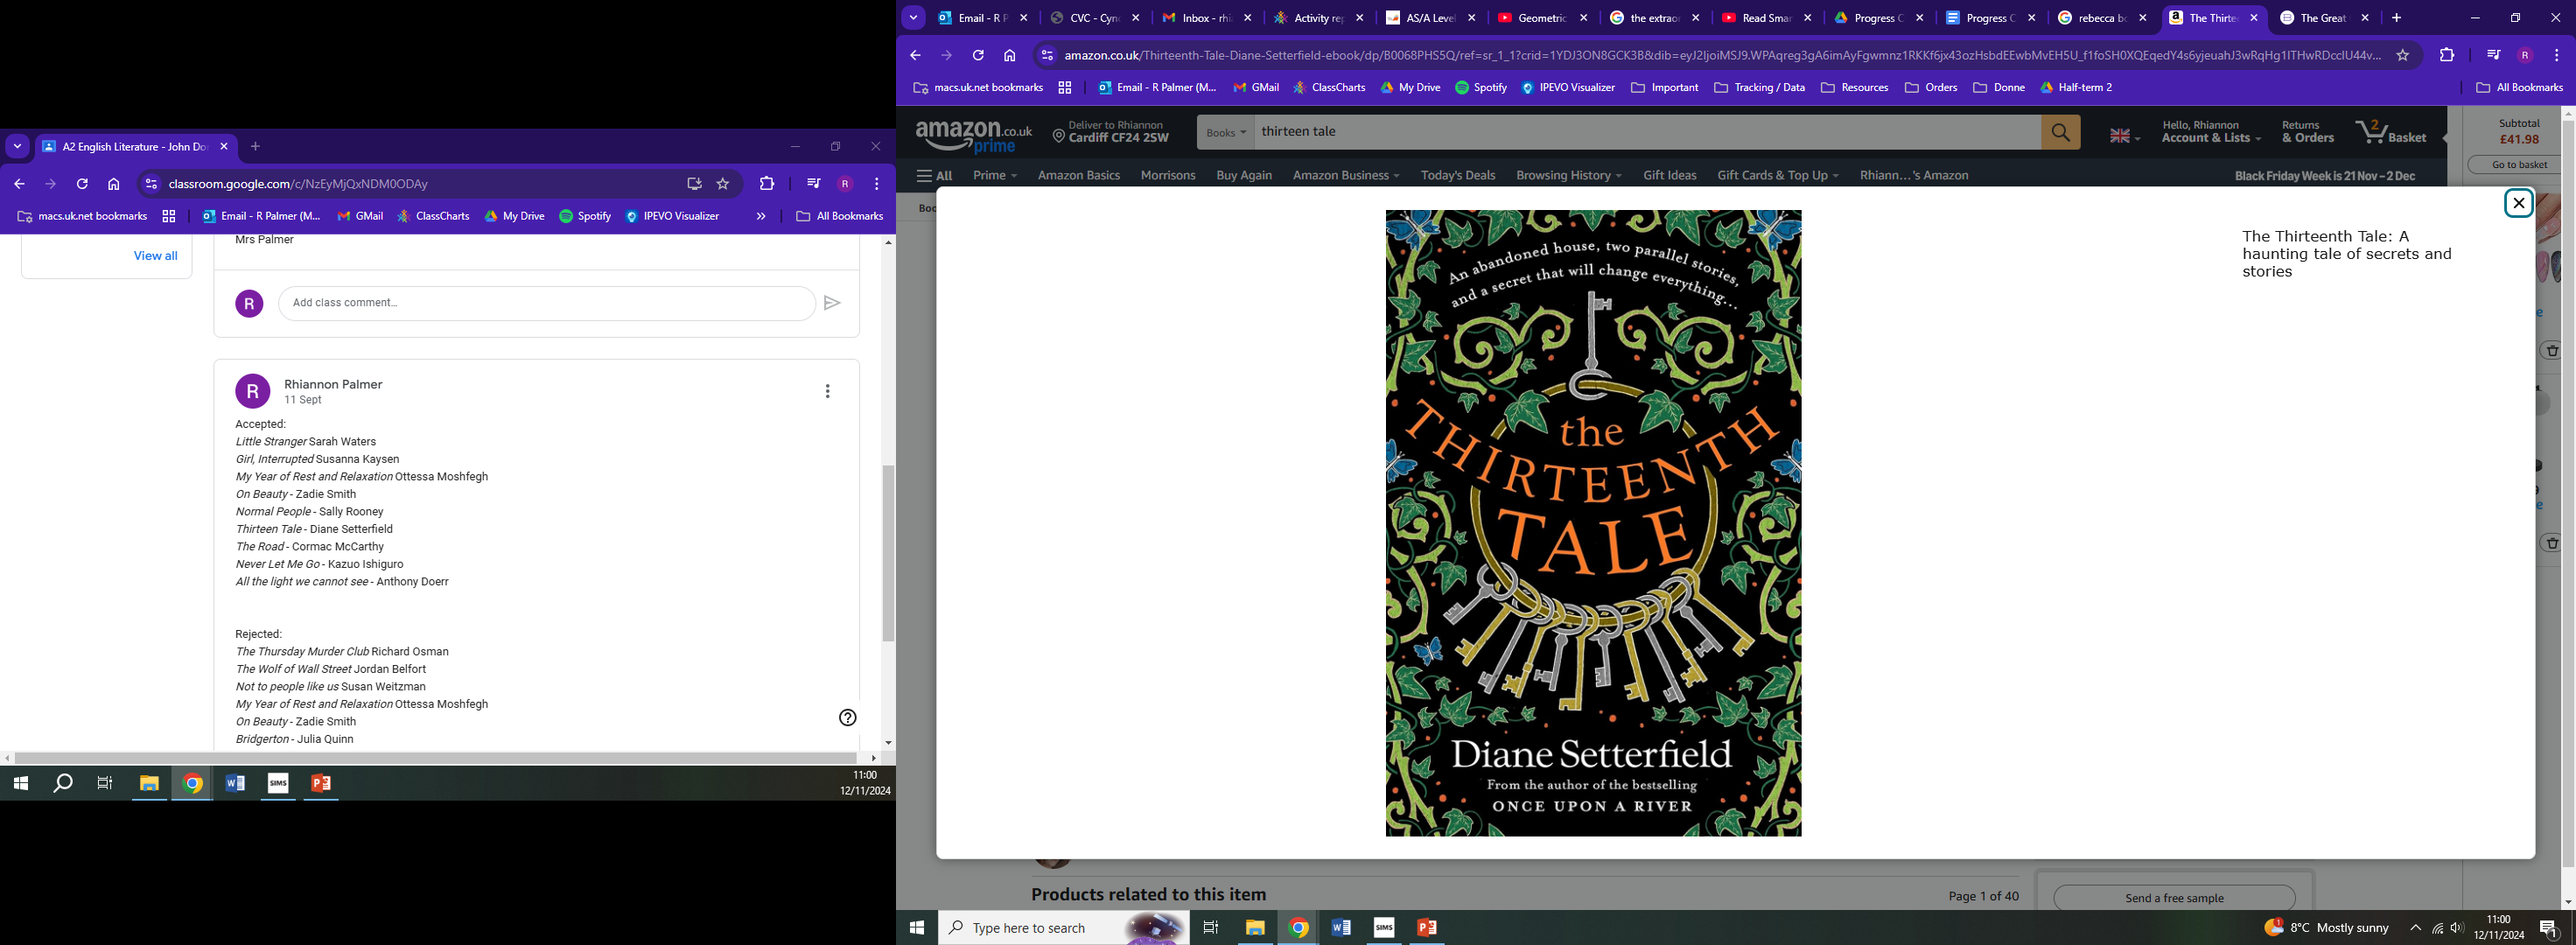 A2 English Literature - John Do
classroom.google.com/c/NzEyMjQxNDM0ODAy
macs.uk.net bookmarks
Email - R Palmer (M...
GMail
ClassCharts
My Drive
Spotify
IPEVO Visualizer
All Bookmarks
View all
Mrs Palmer
R
Add class comment...
R
Rhiannon Palmer
11 Sept
Accepted:
Little Stranger Sarah Waters
Girl, Interrupted Susanna Kaysen
My Year of Rest and Relaxation Ottessa Moshfegh
On Beauty - Zadie Smith
Normal People - Sally Rooney
Thirteen Tale - Diane Setterfield
The Road - Cormac McCarthy
Never Let Me Go - Kazuo Ishiguro
All the light we cannot see - Anthony Doerr
Rejected:
The Thursday Murder Club Richard Osman
The Wolf of Wall Street Jordan Belfort
Not to people like us Susan Weitzman
My Year of Rest and Relaxation Ottessa Moshfegh
On Beauty - Zadie Smith
Bridgerton - Julia Quinn
SIMS
11:00
12/11/2024
Email - R P
CVC - Cyn
Inbox - rhi
Activity re
AS/A Level
Geometric
the extrao
Read Smar
Progress C
Progress C
rebecca b
The Thirte
The Great
amazon.co.uk/Thirteenth-Tale-Diane-Setterfield-ebook/dp/B0068PHS5Q/ref=sr_1_1?crid=1YDJ3ON8GCK3B&dib=
macs.uk.net bookmarks
Email - R Palmer (M...
GMail
ClassCharts
My Drive
Spotify
IPEVO Visualizer
Important
Tracking / Data
Resources
Orders
Donne
Half-term 2
All Bookmarks
amazon.co.uk
prime
Deliver to Rhiannon
Cardiff CF24 2SW
Books
thirteen tale
Hello, Rhiannon
Account & Lists
Returns
& Orders
2
Basket
Subtotal
£41.98
Go to basket
All
Prime
Amazon Basics
Morrisons
Buy Again
Amazon Business
Today's Deals
Browsing History
Gift Ideas
Gift Cards & Top Up
Rhiann...'s Amazon
Black Friday Week is 21 Nov – 2 Dec
Boo
An abandoned house, two parallel stories,
and a secret that will change everything...
the
THIRTEENTH
TALE
Diane Setterfield
From the author of the bestselling
ONCE UPON A RIVER
The Thirteenth Tale: A
haunting tale of secrets and
stories
Products related to this item
Page 1 of 40
Send a free sample
Type here to search
SIMS
8°C Mostly sunny
11:00
12/11/2024